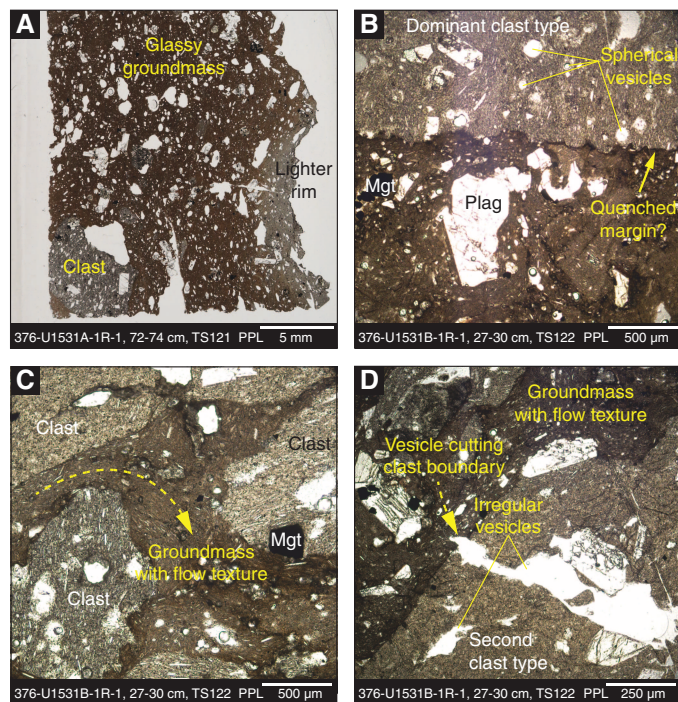 A
Glassy
groundmass
Lighter
rim
Clast
376-U1531A-1R-1, 72-74 cm, TS121 PPL
5 mm
B
Dominant clast type
Spherical
vesicles
Mgt
Plag
Quenched
margin?
376-U1531B-1R-1, 27-30 cm, TS122 PPL
500 µm
C
Clast
Clast
Mgt
Groundmass
with flow texture
Clast
376-U1531B-1R-1, 27-30 cm, TS122 PPL
500 µm
D
Groundmass
with flow texture
Vesicle cutting
clast boundary
Irregular
vesicles
Second
clast type
376-U1531B-1R-1, 27-30 cm, TS122 PPL
250 µm